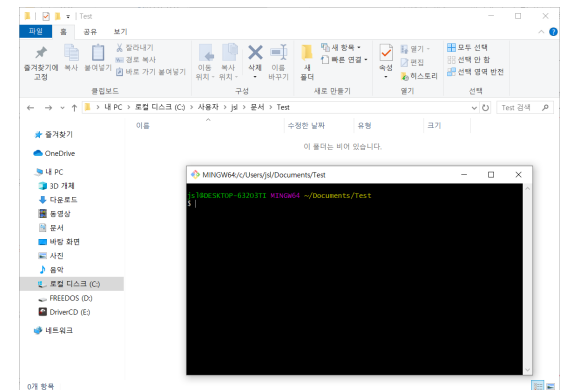 Test
파일 홈 공유 보기
즐겨찾기에 고정
복사
붙여넣기
잘라내기
경로 복사
바로 가기 붙여넣기
클립보드
이동 위치
복사 위치
삭제
이름 바꾸기
구성
새 폴더
새 항목
빠른 연결
새로 만들기
속성
열기
편집
히스토리
열기
모두 선택
선택 안 함
선택 영역 반전
선택
내 PC > 로컬 디스크 (C:) > 사용자 > jsl > 문서 > Test
Test 검색
이름 수정한 날짜 유형 크기
이 폴더는 비어 있습니다.
즐겨찾기
OneDrive
내 PC
3D 개체
다운로드
동영상
문서
바탕 화면
사진
음악
로컬 디스크 (C:)
FREEDOS (D:)
DriverCD (E:)
네트워크
0개 항목
MINGW64:/c/Users/jsl/Documents/Test
jsl@DESKTOP-63203TI MINGW64 ~/Documents/Test
$